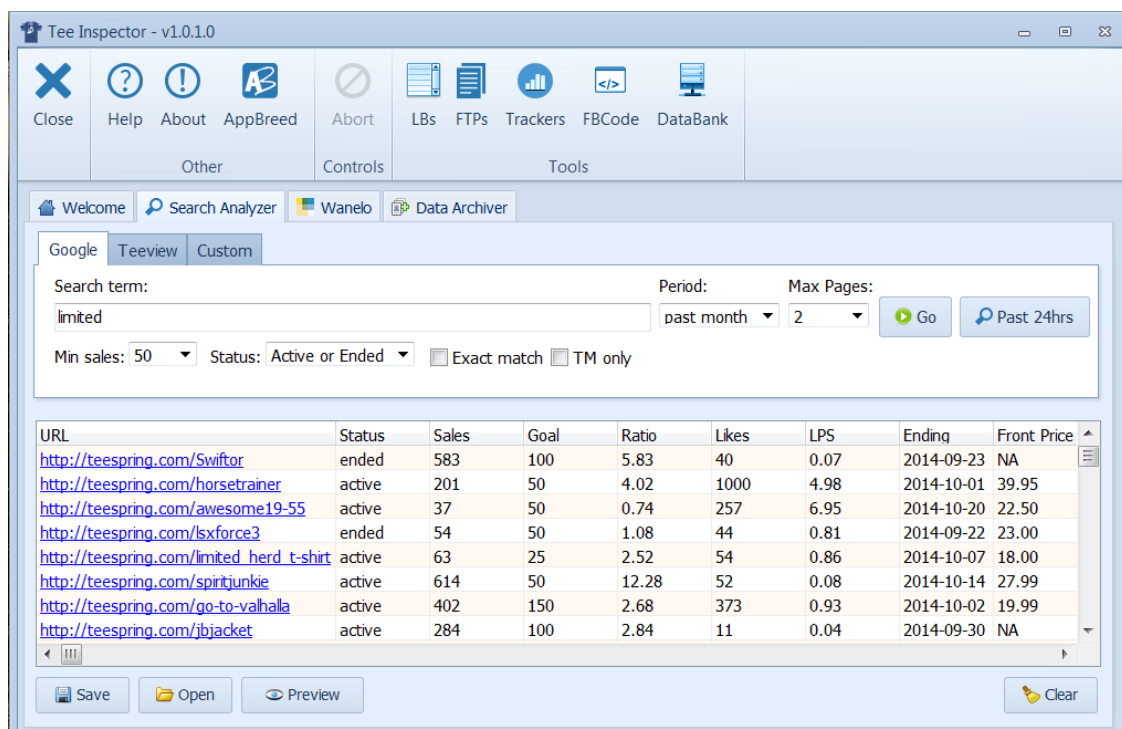 Tee Inspector - v1.0.1.0
Close Help About AppBreed Abort LBs FTPs Trackers FBCode DataBank
Other Controls Tools
Welcome Search Analyzer Wanelo Data Archiver
Google Teeview Custom
Search term: Period: Max Pages:
limited past month 2 Go Past 24hrs
Min sales: 50 Status: Active or Ended Exact match TM only
URL Status Sales Goal Ratio Likes LPS Ending Front Price
http://teespring.com/Swiftor ended 583 100 5.83 40 0.07 2014-09-23 NA
http://teespring.com/horsetrainer active 201 50 4.02 1000 4.98 2014-10-01 39.95
http://teespring.com/awesome19-55 active 37 50 0.74 257 6.95 2014-10-20 22.50
http://teespring.com/lsxforce3 ended 54 50 1.08 44 0.81 2014-09-22 23.00
http://teespring.com/limited_herd_t-shirt active 63 25 2.52 54 0.86 2014-10-07 18.00
http://teespring.com/spiritjunkie active 614 50 12.28 52 0.08 2014-10-14 27.99
http://teespring.com/go-to-valhalla active 402 150 2.68 373 0.93 2014-10-02 19.99
http://teespring.com/jbjacket active 284 100 2.84 11 0.04 2014-09-30 NA
Save Open Preview Clear